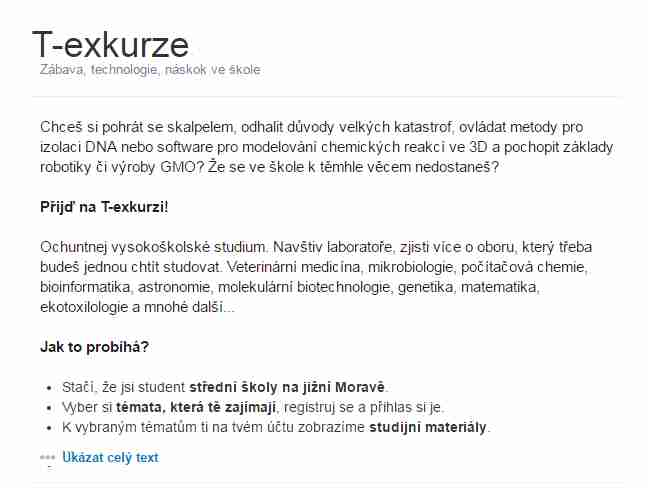 T-exkurze
Zábava, technologie, náskok ve škole
Chceš si pohrát se skalpelem, odhalit důvody velkých katastrof, ovládat metody pro
izolaci DNA nebo software pro modelování chemických reakcí ve 3D a pochopit základy
robotiky či výroby GMO? Že se ve škole k těmhle věcem nedostaneš?
Přijď na T-exkurzi!
Ochuntnej vysokoškolské studium. Navštiv laboratoře, zjisti více o oboru, který třeba
budeš jednou chtít studovat. Veterinární medicína, mikrobiologie, počítačová chemie,
bioinformatika, astronomie, molekulární biotechnologie, genetika, matematika,
ekotoxilologie a mnohé další...
Jak to probíhá?
• Stačí, že jsi student střední školy na jižní Moravě.
• Vyber si témata, která tě zajímají, registruj se a přihlas si je.
• K vybraným tématům ti na tvém účtu zobrazíme studijní materiály.
Ukázat celý text